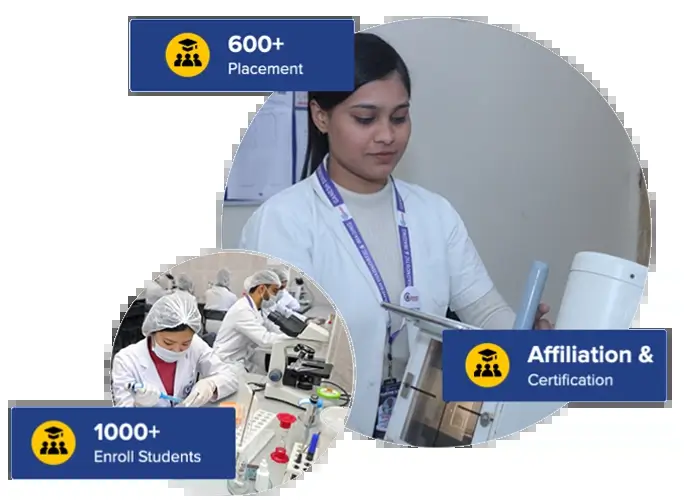 600+
Placement
Affiliation &
Certification
1000+
Enroll Students